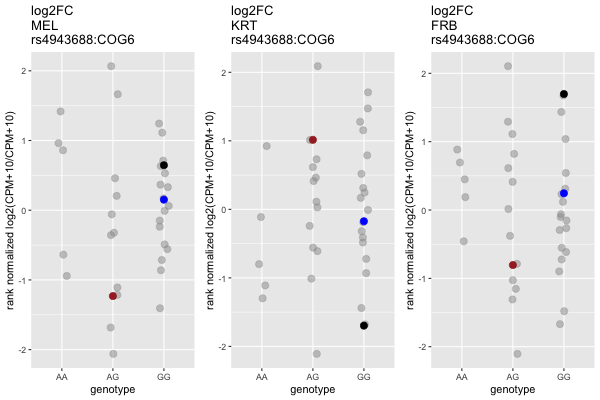 log2FC
MEL
rs4943688:COG6
rank normalized log2(CPM+10/CPM+10)
2
1
0
-1
-2
AA
AG
GG
genotype
log2FC
KRT
rs4943688:COG6
rank normalized log2(CPM+10/CPM+10)
2
1
0
-1
-2
AA
AG
GG
genotype
log2FC
FRB
rs4943688:COG6
rank normalized log2(CPM+10/CPM+10)
2
1
0
-1
-2
AA
AG
GG
genotype